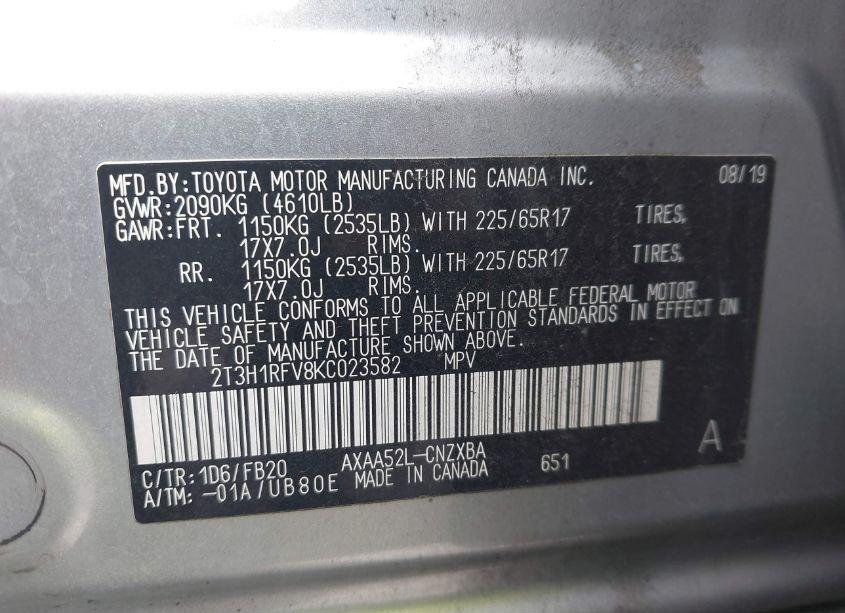 MFD.BY:TOYOTA MOTOR MANUFACTURING CANADA INC. 08/19
GVWR:2090KG (4610LB)
GAWR:FRT. 1150KG (2535LB) WITH 225/65R17 TIRES,
17X7.0J RIMS.
RR. 1150KG (2535LB) WITH 225/65R17 TIRES,
17X7.0J RIMS.
THIS VEHICLE CONFORMS TO ALL APPLICABLE FEDERAL MOTOR
VEHICLE SAFETY AND THEFT PREVENTION STANDARDS IN EFFECT ON
THE DATE OF MANUFACTURE SHOWN ABOVE.
2T3H1RFV8KC023582 MPV
A
C/TR:1D6/FB20 AXAA52L-CNZXBA 651
A/TM:-01A/UB80E MADE IN CANADA